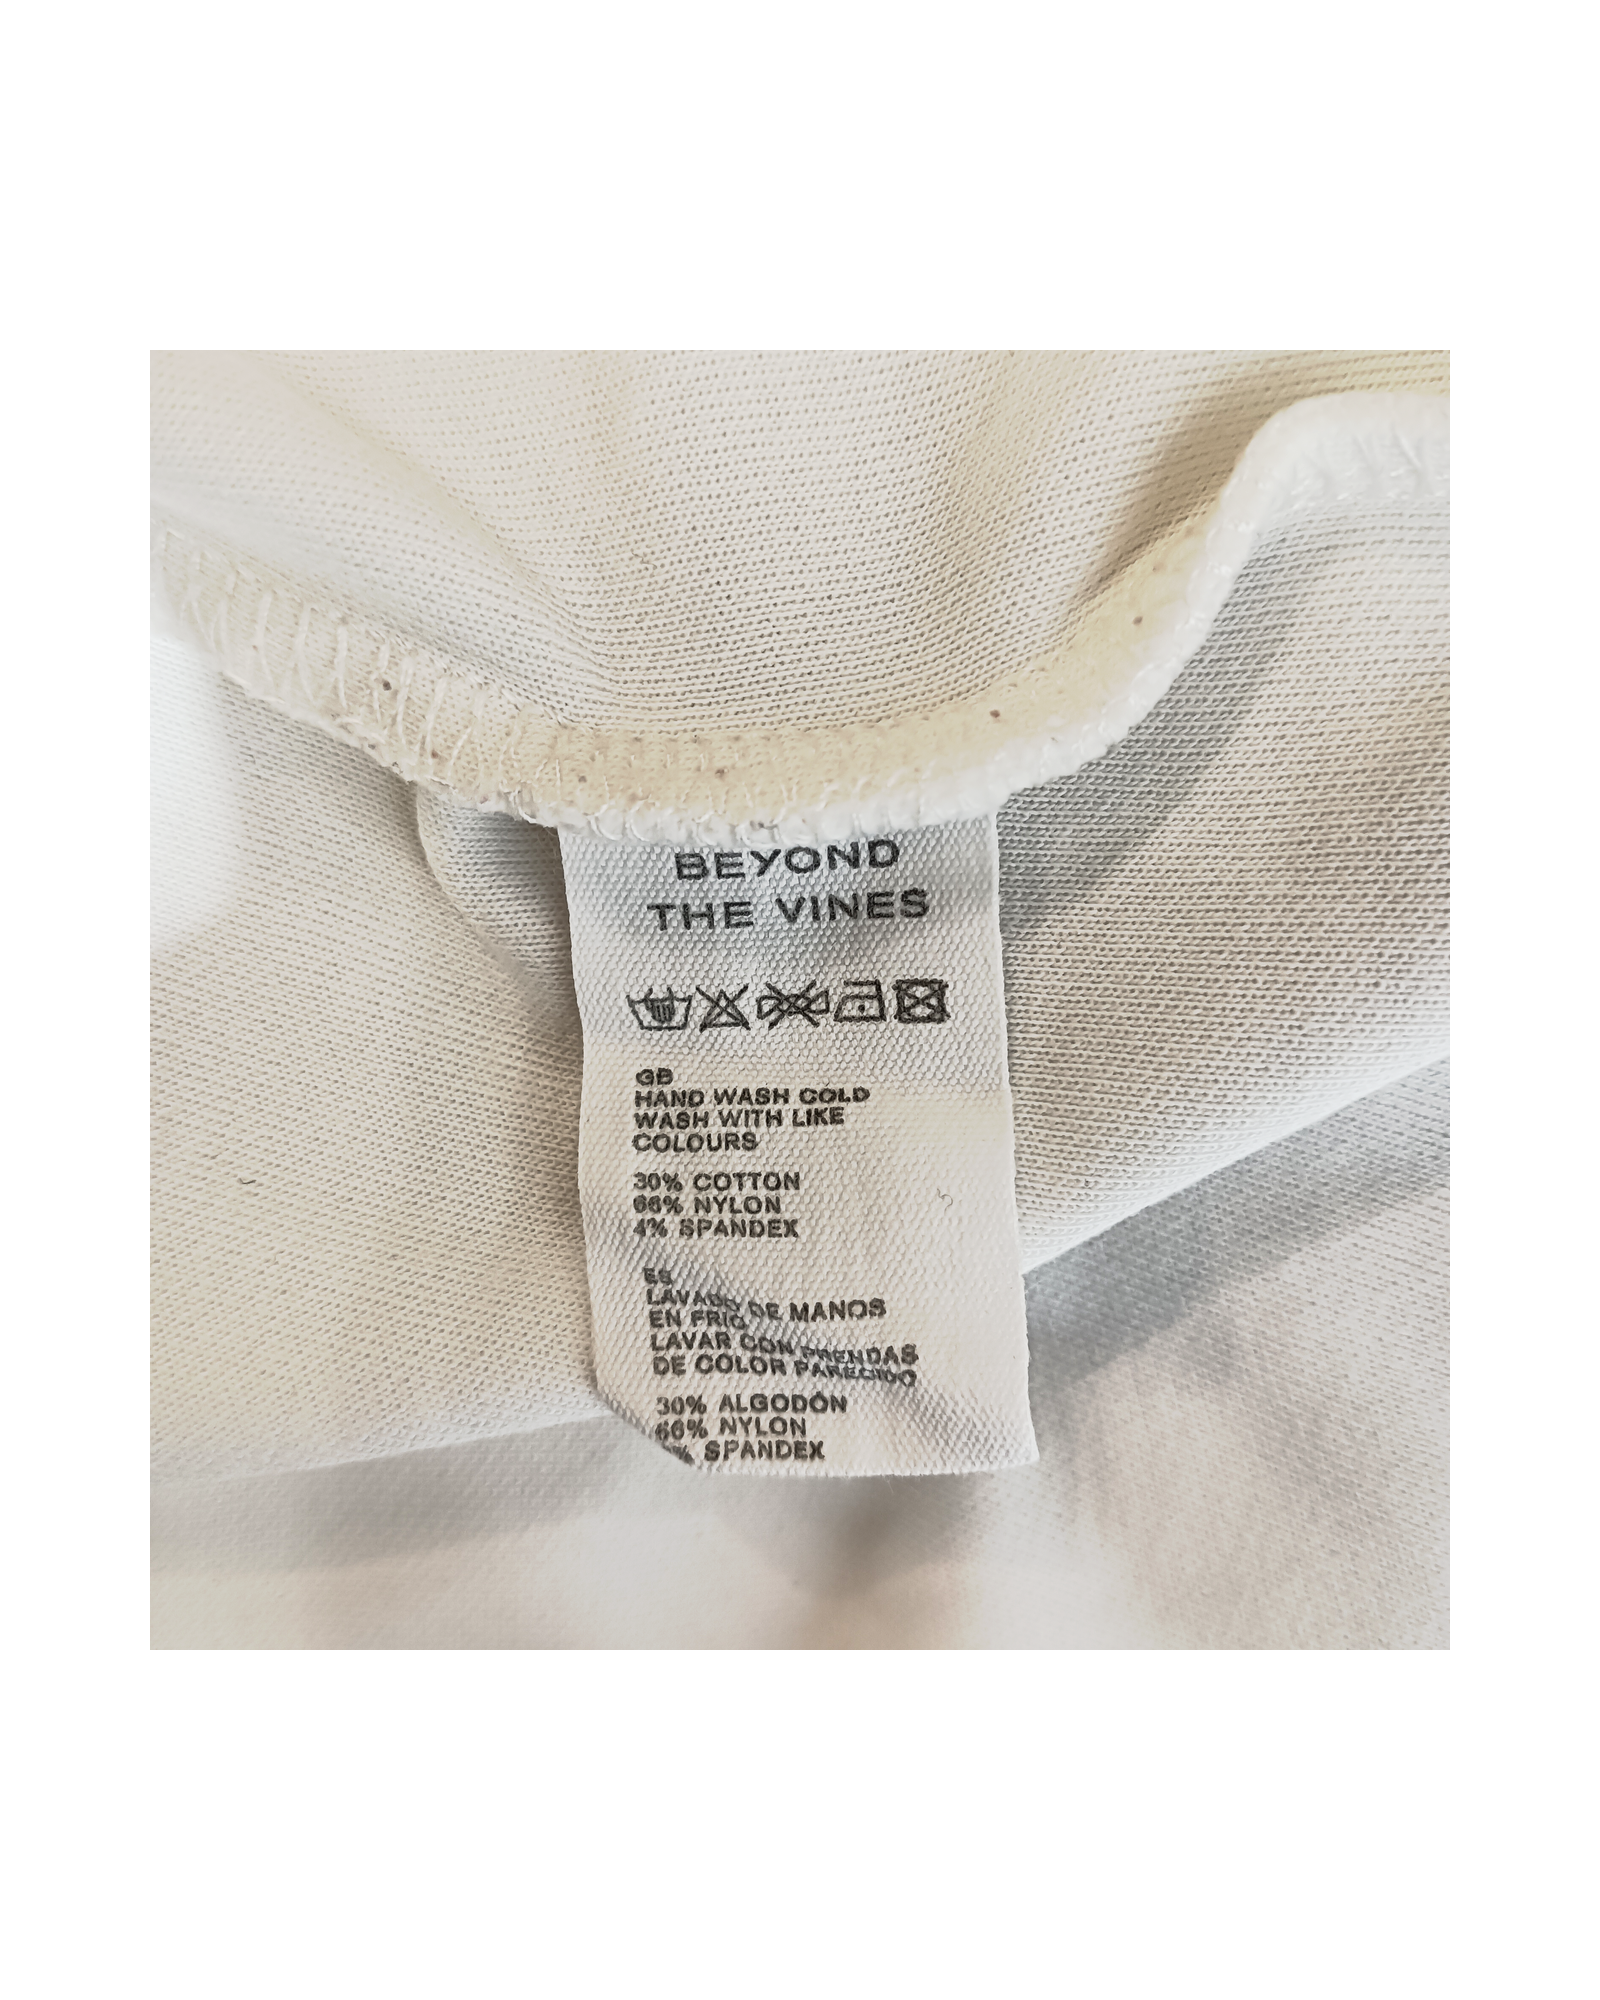 BEYOND
THE VINES
GB
HAND WASH COLD
WASH WITH LIKE
COLOURS
30% COTTON
66% NYLON
4% SPANDEX
ES
LAVADO DE MANOS
EN FRIO
LAVAR CON PRENDAS
DE COLOR PARECIDO
30% ALGODÓN
66% NYLON
% SPANDEX